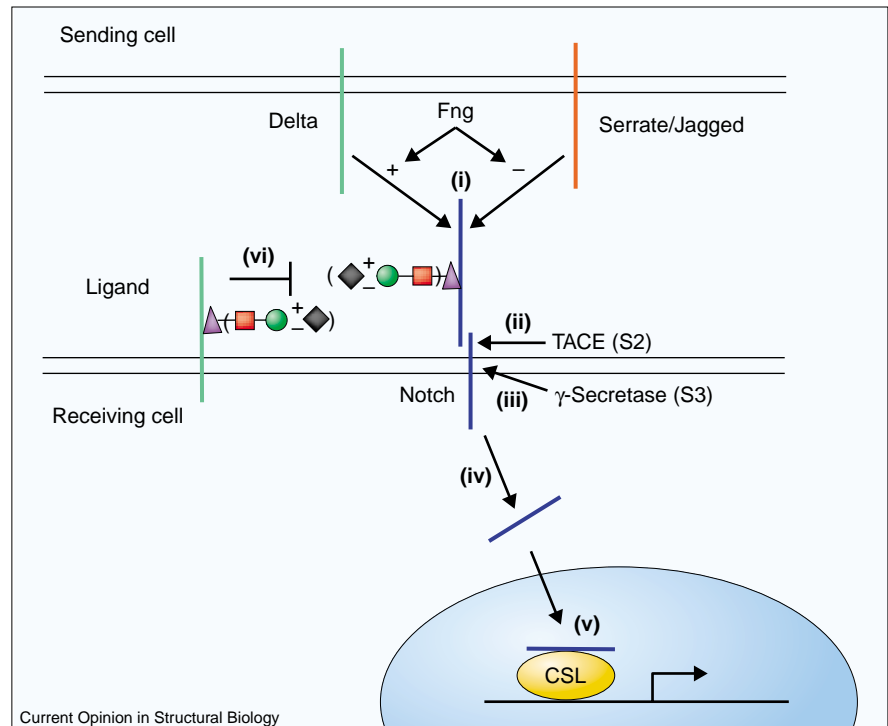 Sending cell
Delta
Fng
Serrate/Jagged
+
−
(i)
(vi)
Ligand
( + − )
( + − )
(ii)
TACE (S2)
Notch
(iii)
γ-Secretase (S3)
Receiving cell
(iv)
(v)
CSL
Current Opinion in Structural Biology